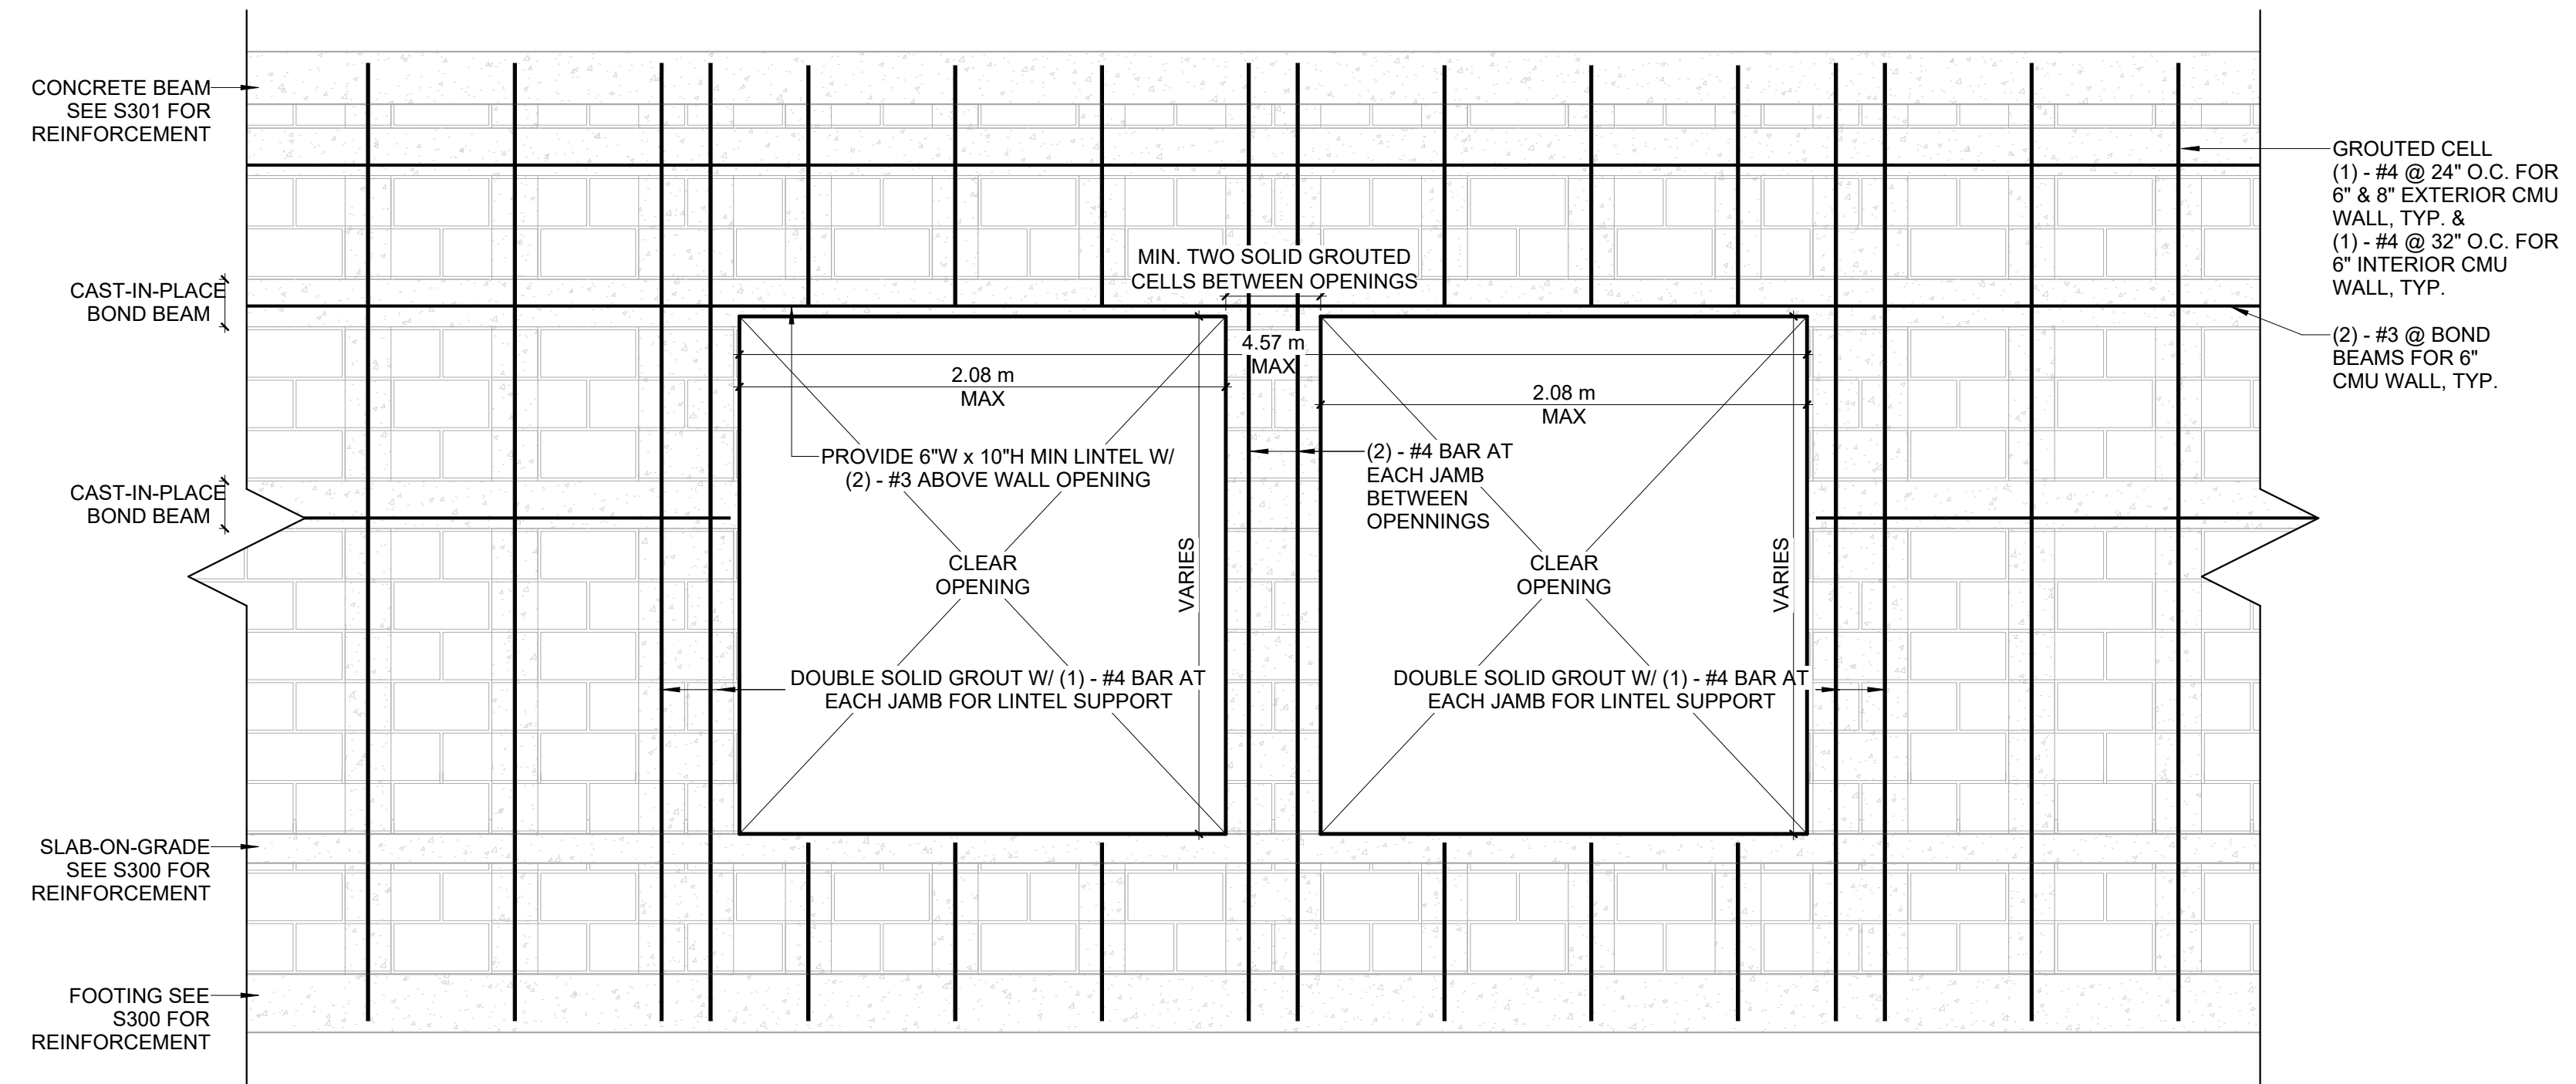 CONCRETE BEAM
SEE S301 FOR
REINFORCEMENT
GROUTED CELL
(1) - #4 @ 24" O.C. FOR
6" & 8" EXTERIOR CMU
WALL, TYP. &
(1) - #4 @ 32" O.C. FOR
6" INTERIOR CMU
WALL, TYP.
MIN. TWO SOLID GROUTED
CELLS BETWEEN OPENINGS
CAST-IN-PLACE
BOND BEAM
(2) - #3 @ BOND
BEAMS FOR 6"
CMU WALL, TYP.
4.57 m
MAX
2.08 m
MAX
2.08 m
MAX
PROVIDE 6"W x 10"H MIN LINTEL W/
(2) - #3 ABOVE WALL OPENING
(2) - #4 BAR AT
EACH JAMB
BETWEEN
OPENNINGS
CAST-IN-PLACE
BOND BEAM
CLEAR
OPENING
VARIES
CLEAR
OPENING
VARIES
DOUBLE SOLID GROUT W/ (1) - #4 BAR AT
EACH JAMB FOR LINTEL SUPPORT
DOUBLE SOLID GROUT W/ (1) - #4 BAR AT
EACH JAMB FOR LINTEL SUPPORT
SLAB-ON-GRADE
SEE S300 FOR
REINFORCEMENT
FOOTING SEE
S300 FOR
REINFORCEMENT